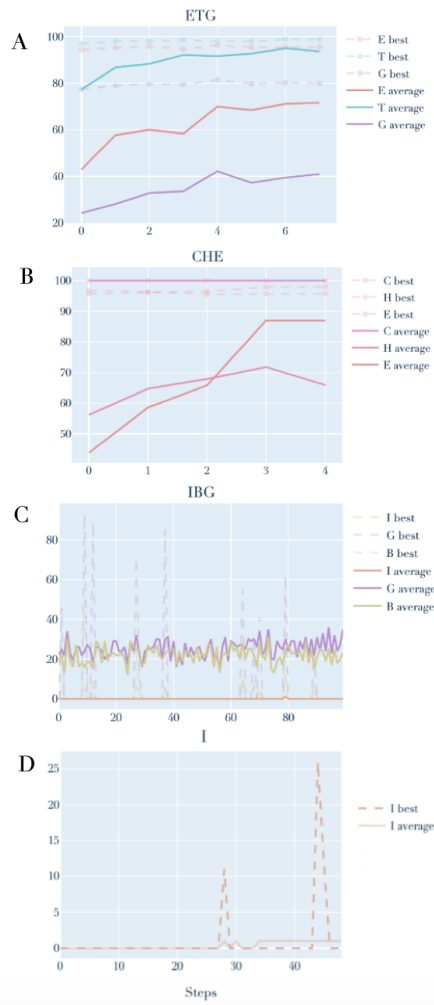 ETG
A
100
80
60
40
20
0
2
4
6
E best
T best
G best
E average
T average
G average
CHE
B
100
90
80
70
60
50
0
1
2
3
4
C best
H best
E best
C average
H average
E average
IBG
C
80
60
40
20
0
0
20
40
60
80
I best
G best
B best
I average
G average
B average
I
D
25
20
15
10
5
0
0
10
20
30
40
I best
I average
Steps